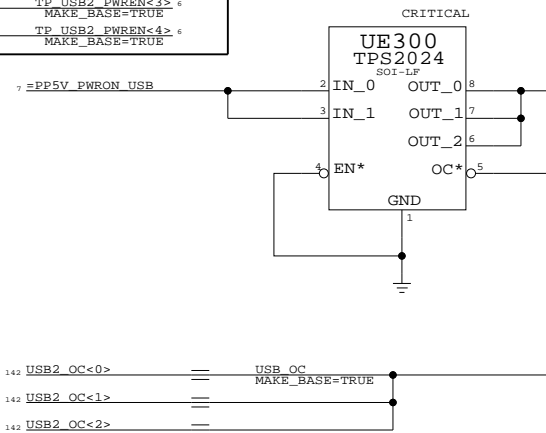 TP_USB2_PWREN<3> 6
MAKE_BASE=TRUE
TP_USB2_PWREN<4> 6
MAKE_BASE=TRUE
CRITICAL
UE300
TPS2024
SOI-LF
7 =PP5V_PWRON_USB
2 IN_0 OUT_0 8
3 IN_1 OUT_1 7
OUT_2 6
4 EN* OC* 5
GND
1
142 USB2_OC<0> USB_OC
MAKE_BASE=TRUE
142 USB2_OC<1>
142 USB2_OC<2>